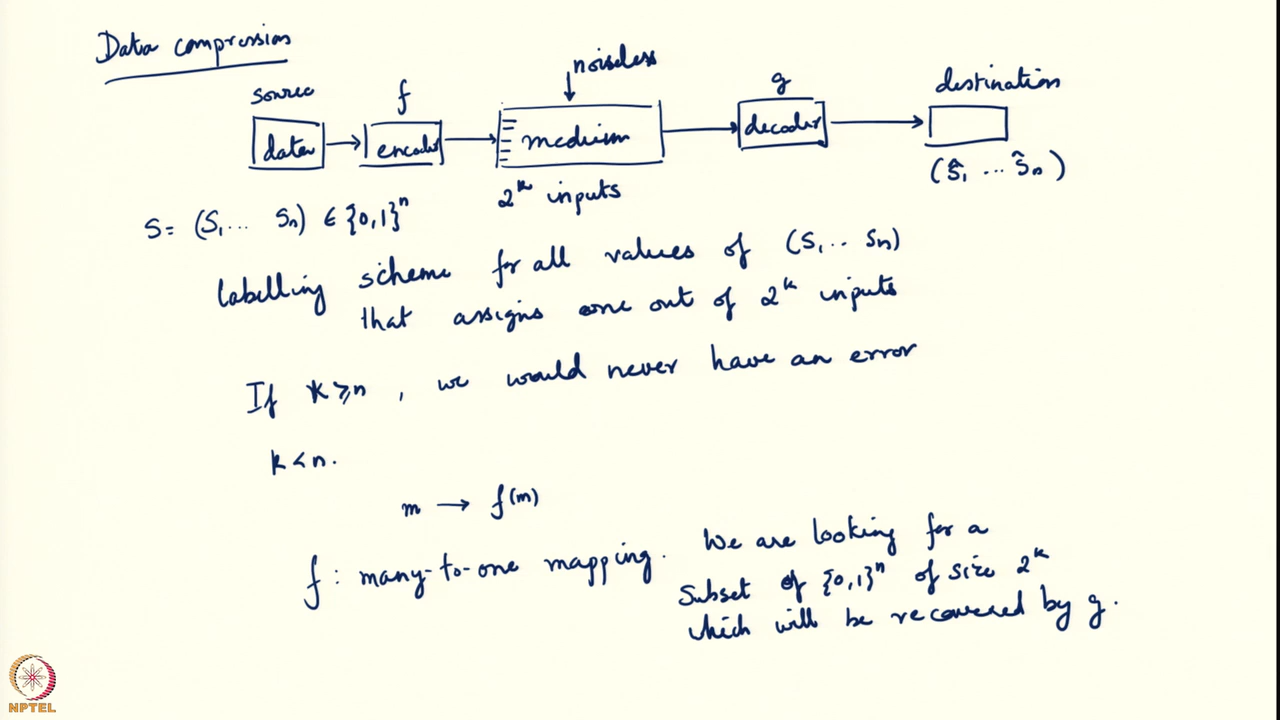 Data compression
noiseless
source f g destination
data encoder medium decoder
2^k inputs (ŝ₁ ... ŝₙ)
S = (S₁... Sₙ) ∈ {0,1}ⁿ
Labelling scheme for all values of (S₁ .. Sₙ)
that assigns one out of 2^k inputs
If k ≥ n , we would never have an error
k < n.
m → f(m)
f : many-to-one mapping. We are looking for a
subset of {0,1}ⁿ of size 2^k
which will be recovered by g.
NPTEL